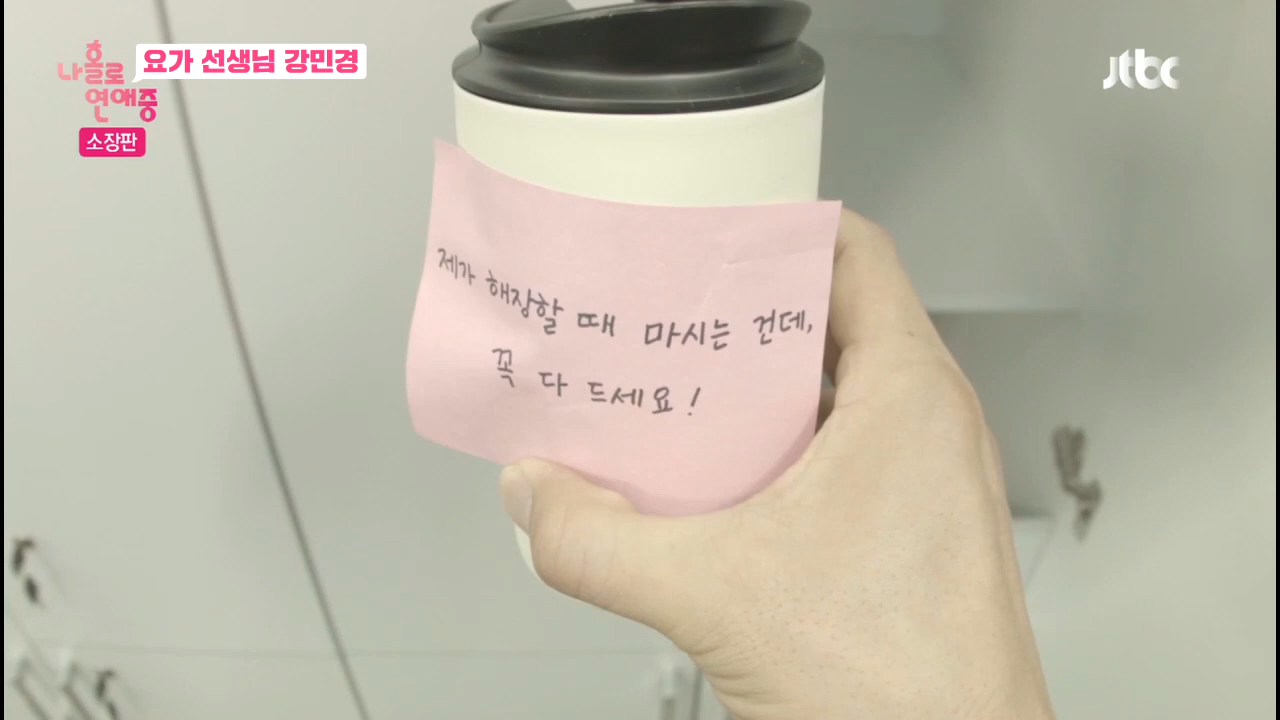 나홀로
연애중
소장판
요가 선생님 강민경
jtbc
제가 해장할 때 마시는 건데,
꼭 다 드세요!